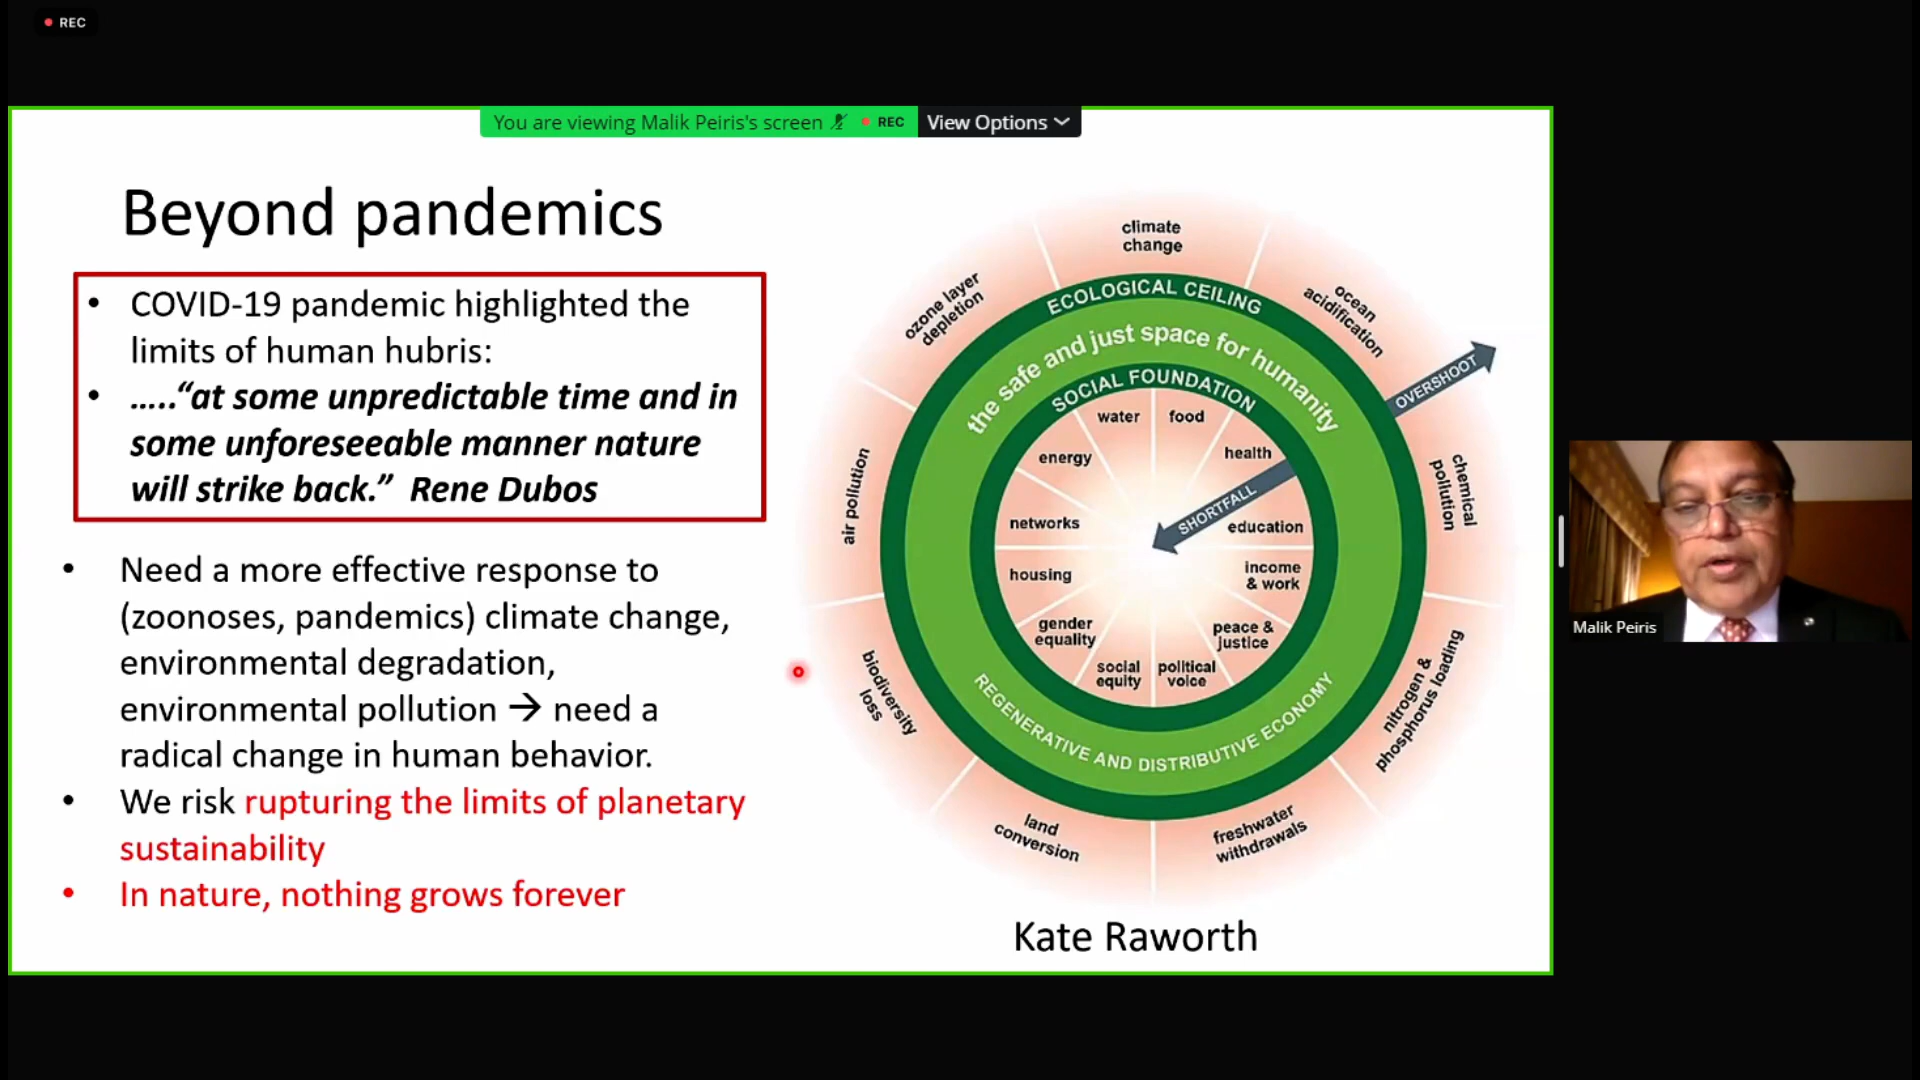 REC
You are viewing Malik Peiris's screen REC View Options
Beyond pandemics
• COVID-19 pandemic highlighted the
limits of human hubris:
• …..“at some unpredictable time and in
some unforeseeable manner nature
will strike back.” Rene Dubos
• Need a more effective response to
(zoonoses, pandemics) climate change,
environmental degradation,
environmental pollution → need a
radical change in human behavior.
• We risk rupturing the limits of planetary
sustainability
• In nature, nothing grows forever
climate
change
ocean
acidification
chemical
pollution
nitrogen &
phosphorus loading
freshwater
withdrawals
land
conversion
biodiversity
loss
air pollution
ozone layer
depletion
OVERSHOOT
ECOLOGICAL CEILING
the safe and just space for humanity
SOCIAL FOUNDATION
water
food
health
SHORTFALL
education
income
& work
peace &
justice
political
voice
social
equity
gender
equality
housing
networks
energy
REGENERATIVE AND DISTRIBUTIVE ECONOMY
Kate Raworth
Malik Peiris